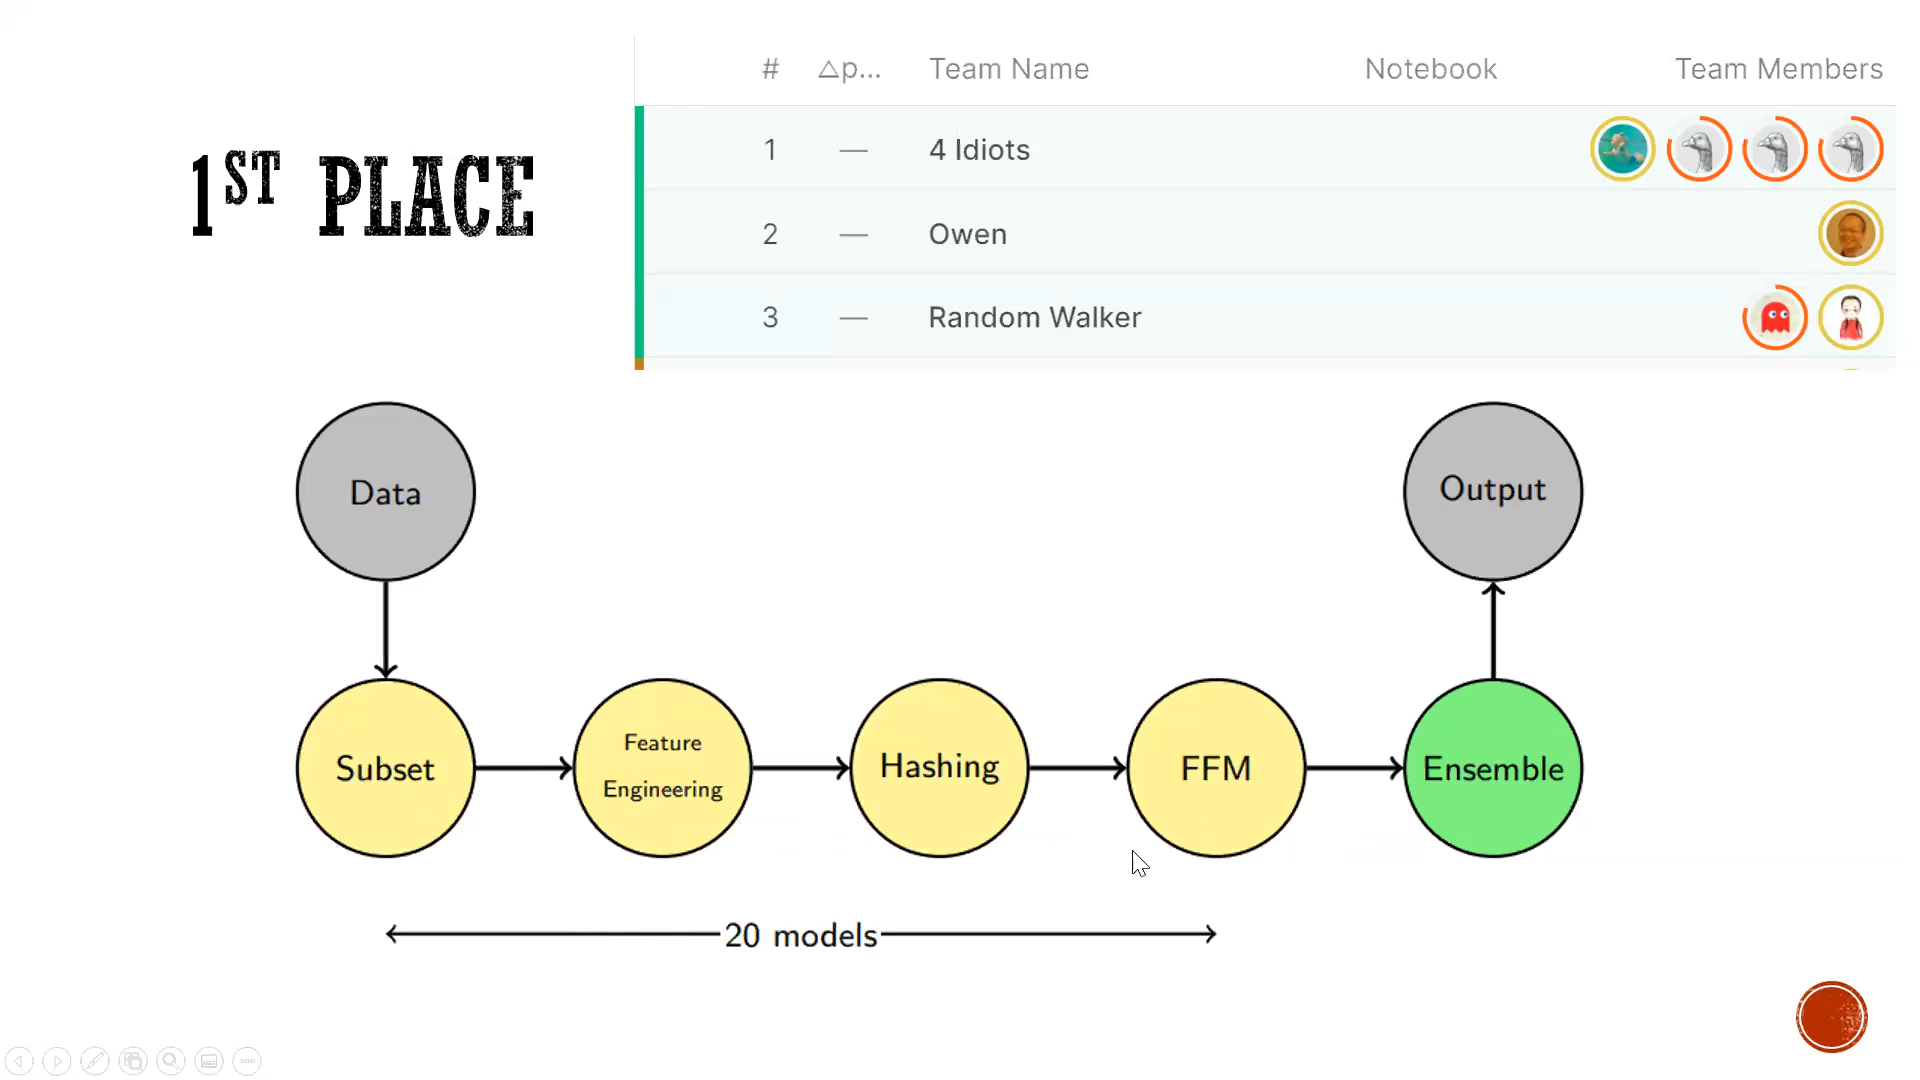 1ST PLACE
# △p... Team Name Notebook Team Members
1 — 4 Idiots
2 — Owen
3 — Random Walker
Data
Output
Subset
Feature
Engineering
Hashing
FFM
Ensemble
20 models